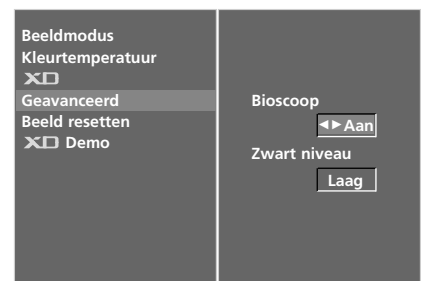 Beeldmodus
Kleurtemperatuur
XD
Geavanceerd
Beeld resetten
XD Demo
Bioscoop
◄► Aan
Zwart niveau
Laag